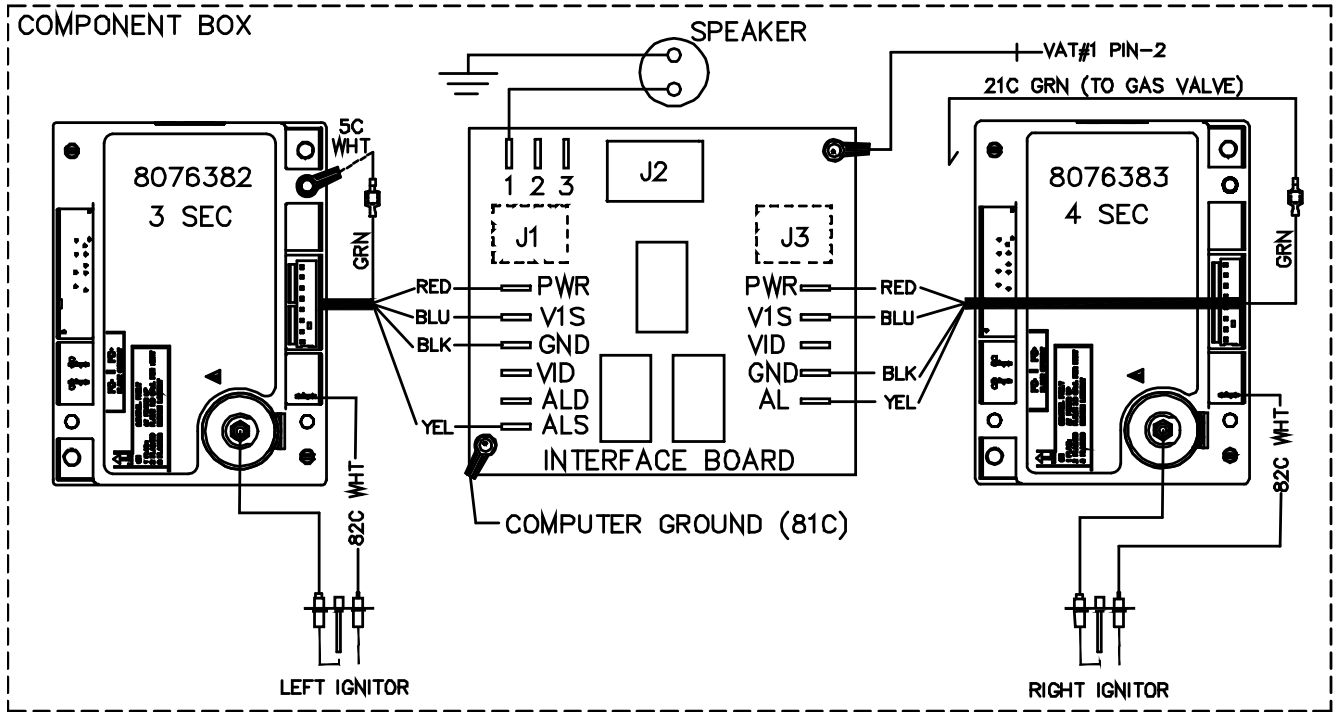 COMPONENT BOX
SPEAKER
VAT#1 PIN-2
21C GRN (TO GAS VALVE)
5C
WHT
8076382
3 SEC
GRN
1 2 3
J2
J1
J3
8076383
4 SEC
GRN
RED
PWR
PWR
RED
BLU
V1S
V1S
BLU
BLK
GND
VID
VID
GND
BLK
ALD
AL
YEL
YEL
ALS
INTERFACE BOARD
82C WHT
82C WHT
COMPUTER GROUND (81C)
LEFT IGNITOR
RIGHT IGNITOR